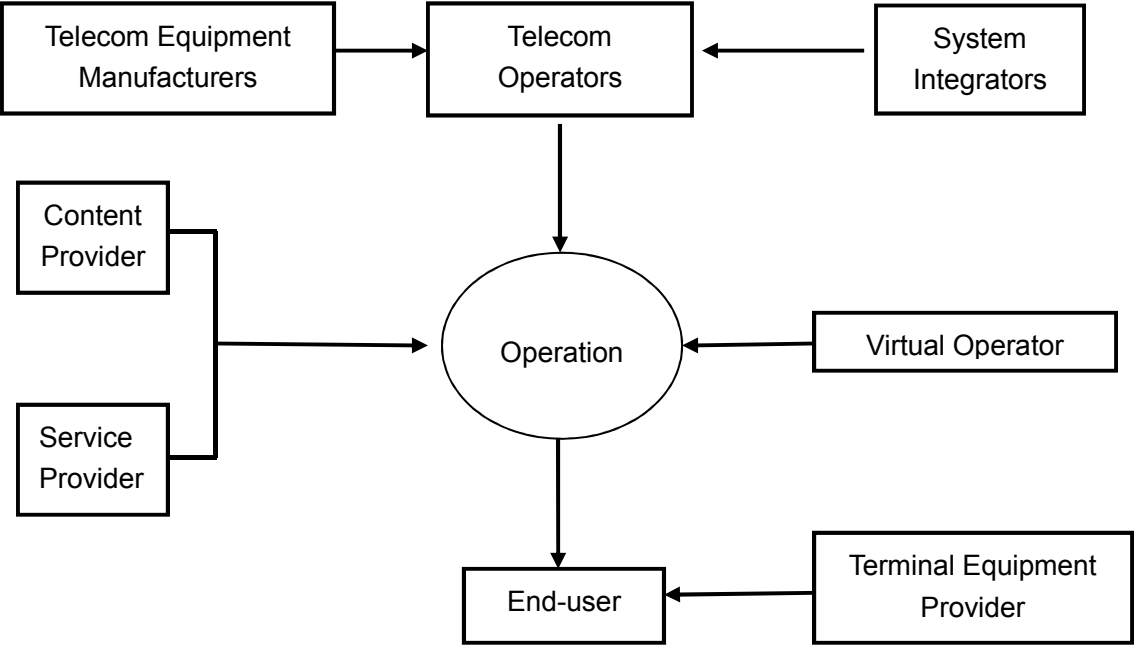 Telecom Equipment
Manufacturers
Telecom
Operators
System
Integrators
Content
Provider
Operation
Virtual Operator
Service
Provider
End-user
Terminal Equipment
Provider